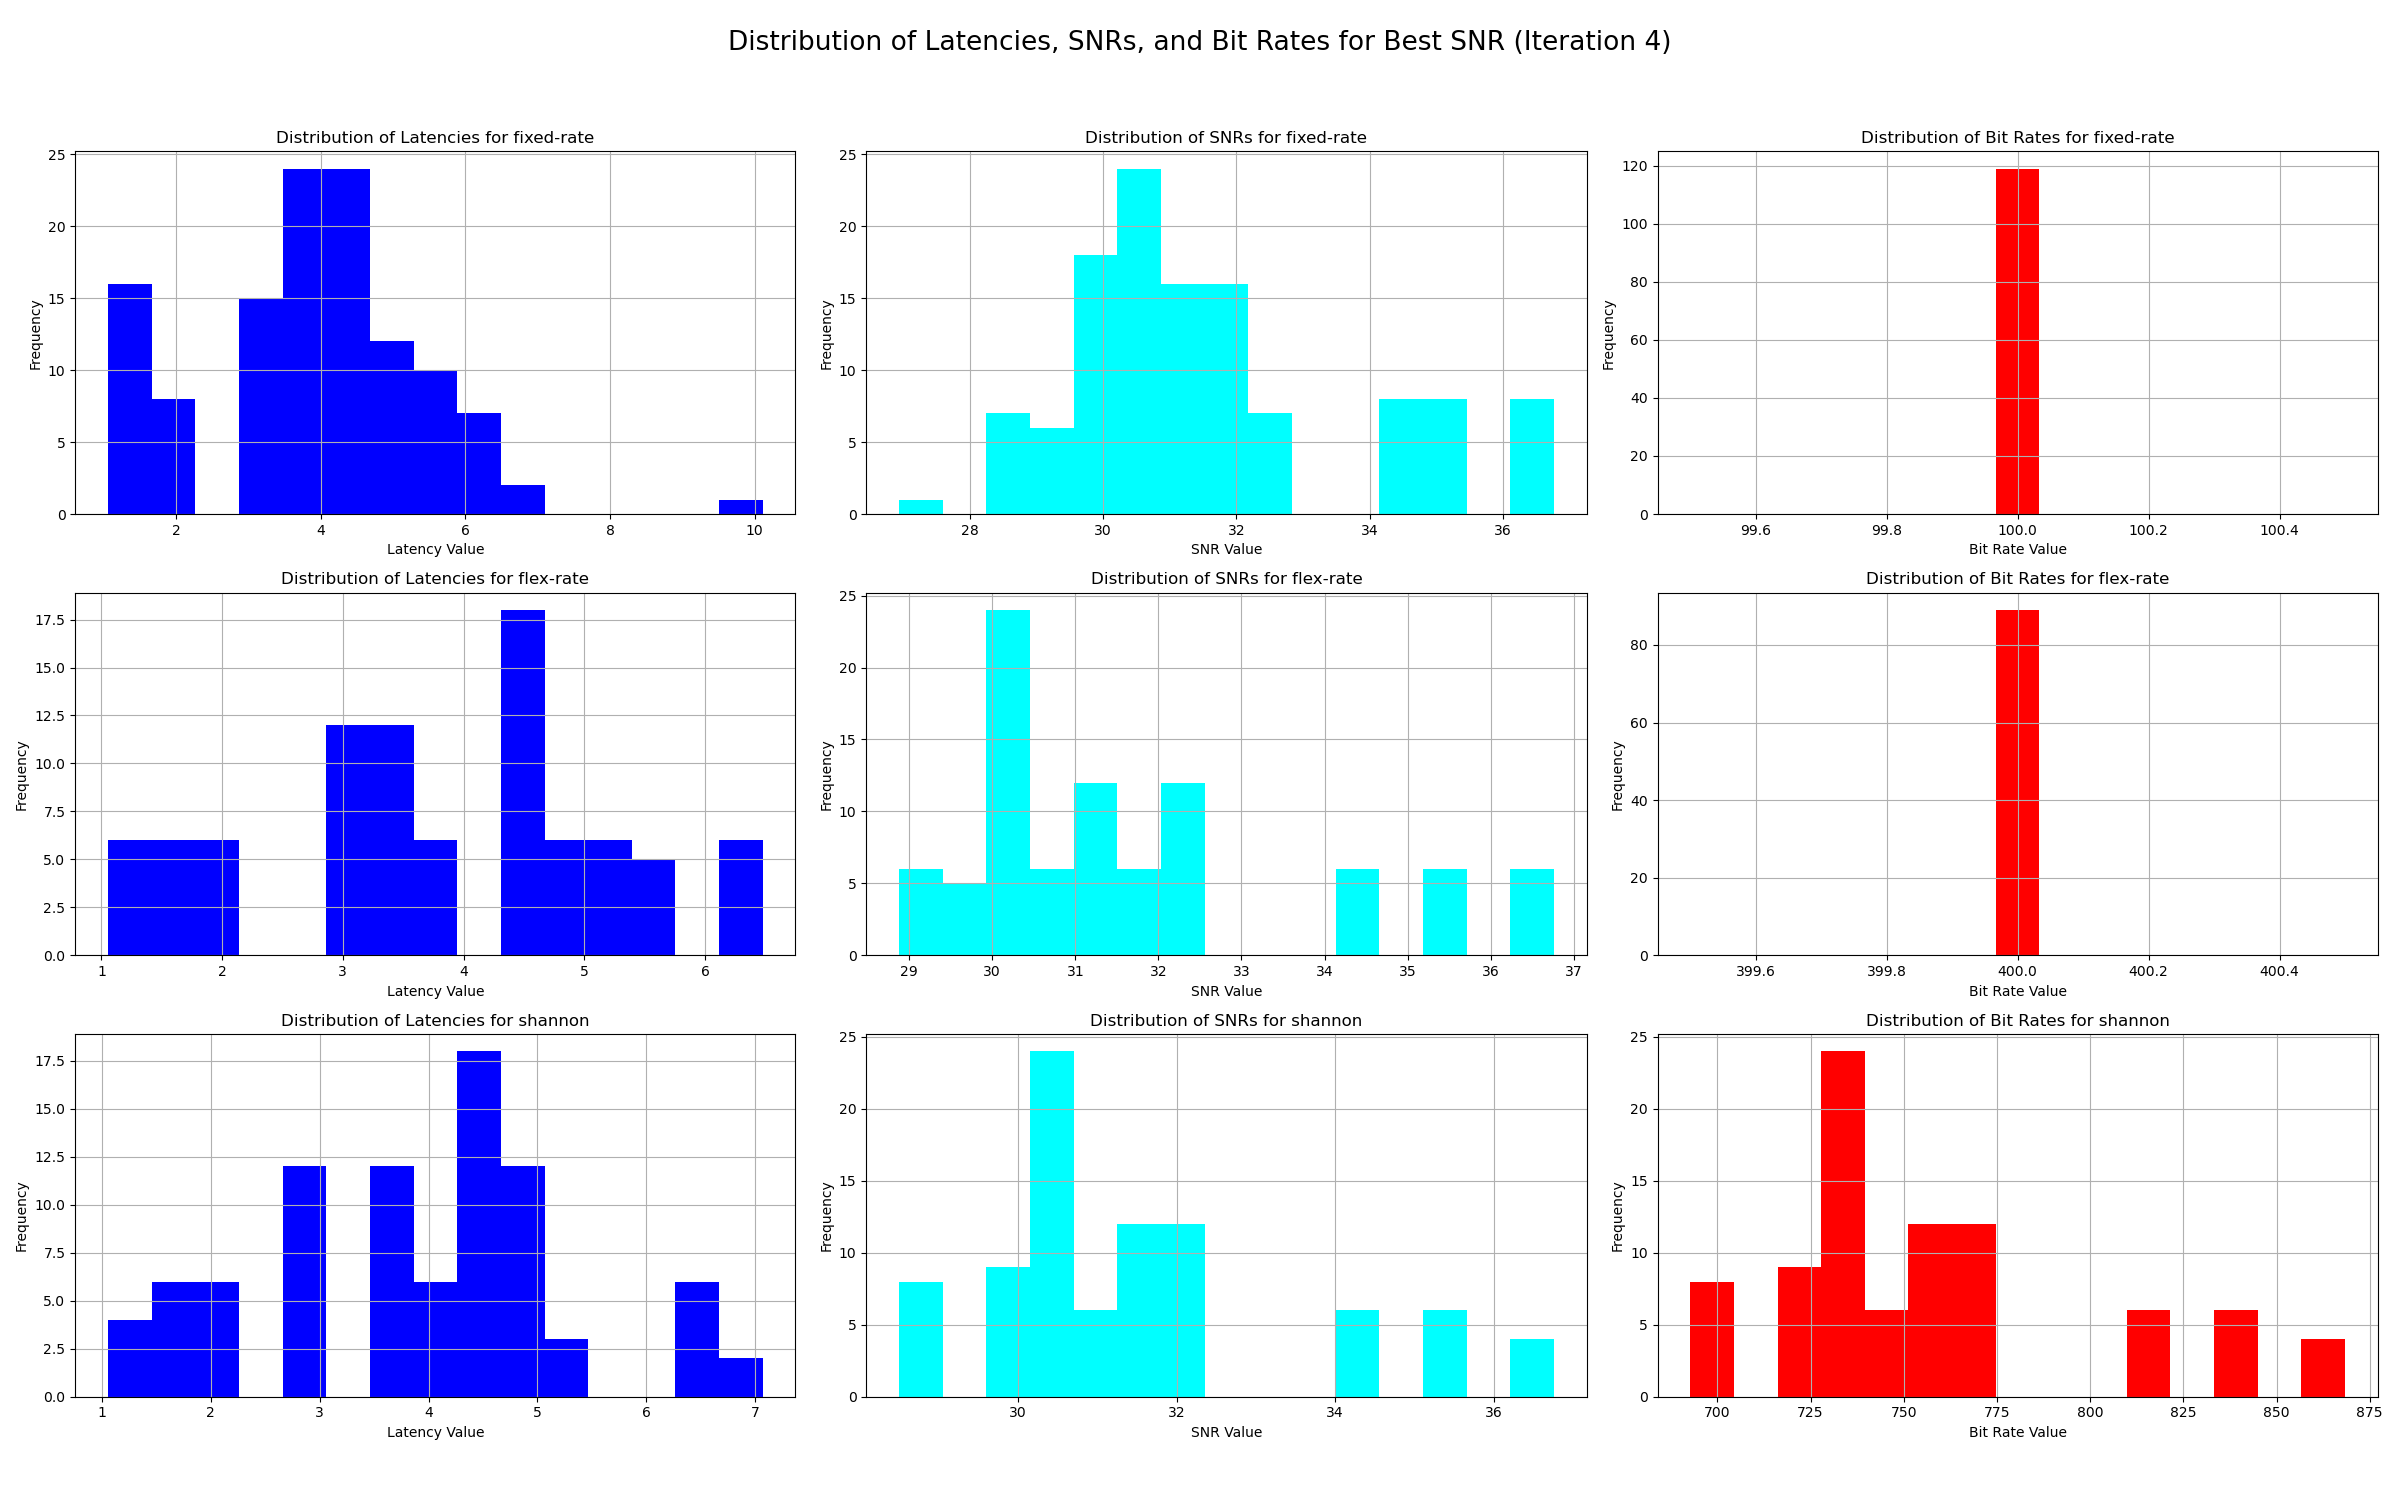 Distribution of Latencies, SNRs, and Bit Rates for Best SNR (Iteration 4)
Distribution of Latencies for fixed-rate
Frequency
25
20
15
10
5
0
2 4 6 8 10
Latency Value
Distribution of SNRs for fixed-rate
Frequency
25
20
15
10
5
0
28 30 32 34 36
SNR Value
Distribution of Bit Rates for fixed-rate
Frequency
120
100
80
60
40
20
0
99.6 99.8 100.0 100.2 100.4
Bit Rate Value
Distribution of Latencies for flex-rate
Frequency
17.5
15.0
12.5
10.0
7.5
5.0
2.5
0.0
1 2 3 4 5 6
Latency Value
Distribution of SNRs for flex-rate
Frequency
25
20
15
10
5
0
29 30 31 32 33 34 35 36 37
SNR Value
Distribution of Bit Rates for flex-rate
Frequency
80
60
40
20
0
399.6 399.8 400.0 400.2 400.4
Bit Rate Value
Distribution of Latencies for shannon
Frequency
17.5
15.0
12.5
10.0
7.5
5.0
2.5
0.0
1 2 3 4 5 6 7
Latency Value
Distribution of SNRs for shannon
Frequency
25
20
15
10
5
0
30 32 34 36
SNR Value
Distribution of Bit Rates for shannon
Frequency
25
20
15
10
5
0
700 725 750 775 800 825 850 875
Bit Rate Value